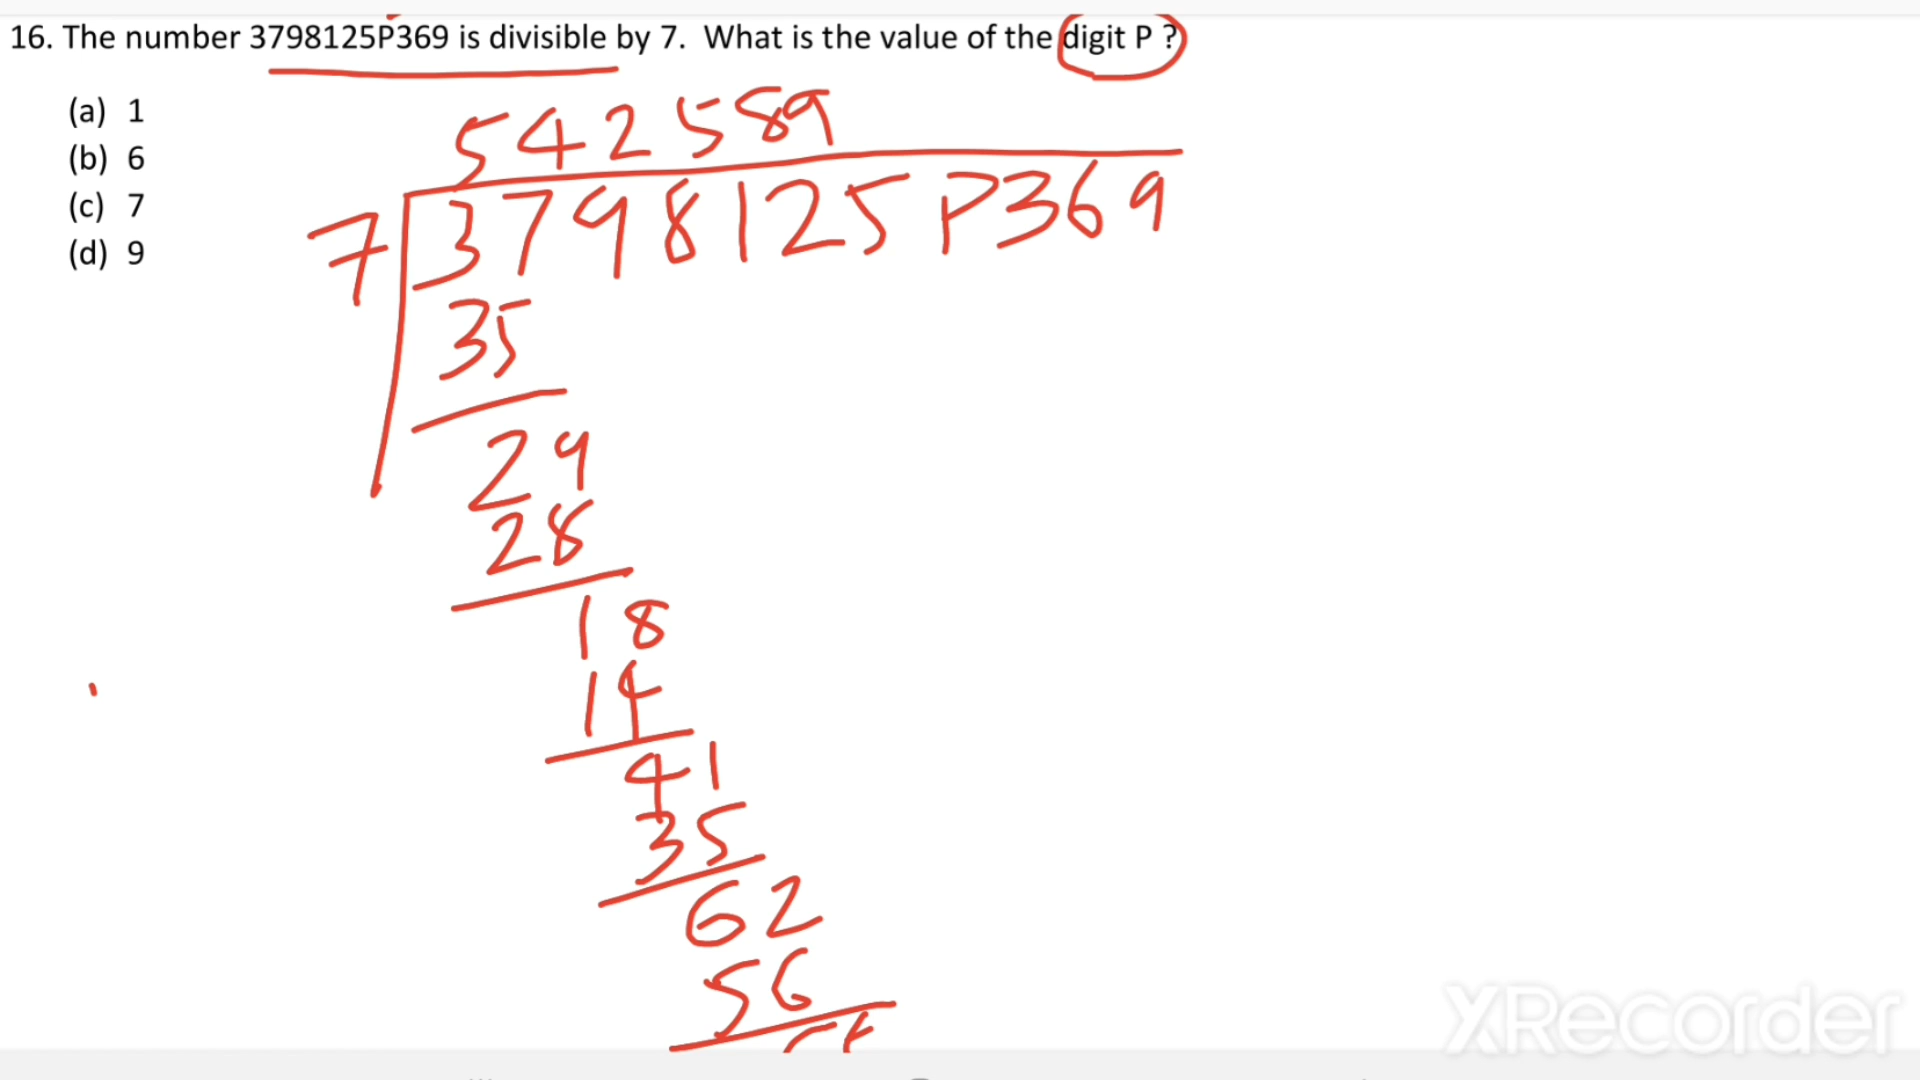 16. The number 3798125P369 is divisible by 7. What is the value of the digit P ?
(a) 1
(b) 6
(c) 7
(d) 9
542589
7 3798125P369
35
29
28
18
14
41
35
62
56
XRecorder